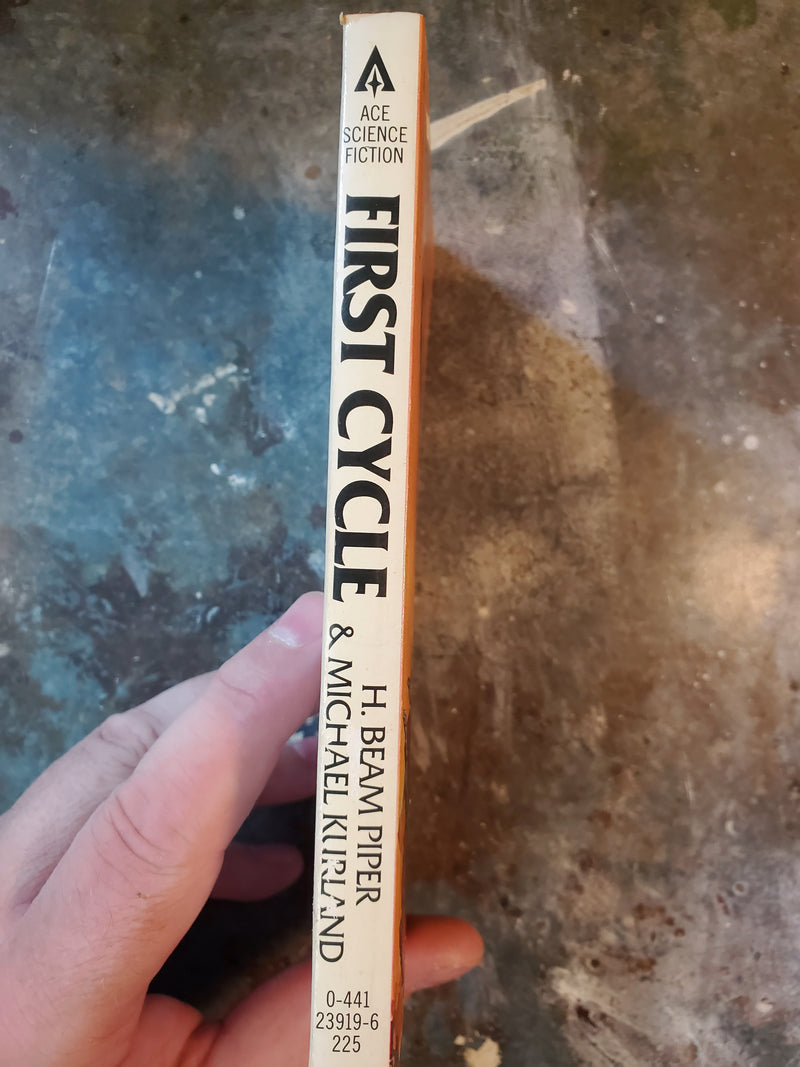 ACE
SCIENCE
FICTION
FIRST CYCLE
H. BEAM PIPER
& MICHAEL KURLAND
0-441
23919-6
225